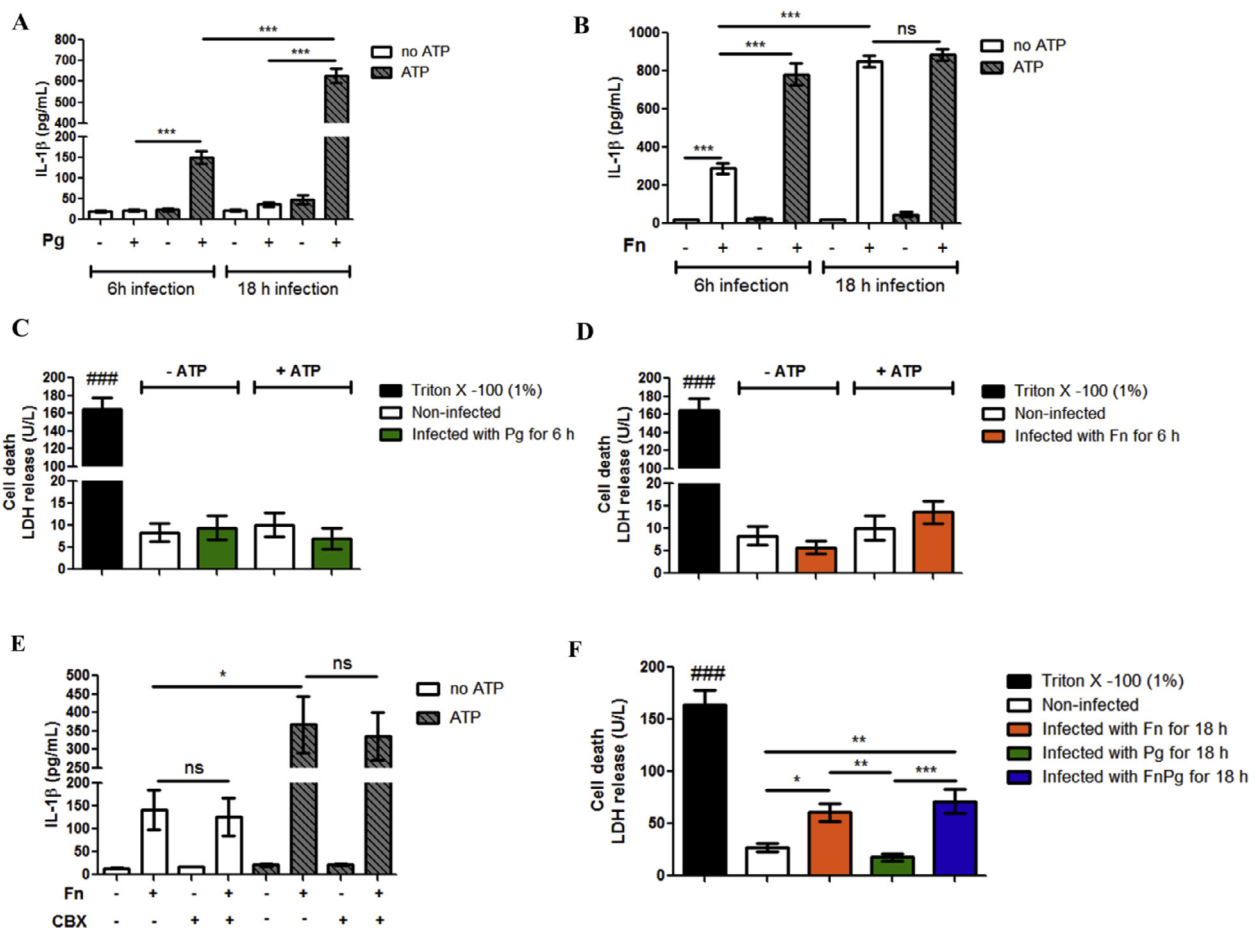 A
IL-1β (pg/mL)
800
700
600
500
400
300
200
150
100
50
0
***
***
***
no ATP
ATP
Pg - + - + - + - +
6h infection 18 h infection
B
IL-1β (pg/mL)
1000
800
600
400
200
0
***
***
***
ns
no ATP
ATP
Fn - + - + - + - +
6h infection 18 h infection
C
Cell death
LDH release (U/L)
200
180
160
140
120
100
20
15
10
5
0
###
- ATP + ATP
Triton X -100 (1%)
Non-infected
Infected with Pg for 6 h
D
Cell death
LDH release (U/L)
200
180
160
140
120
100
20
15
10
5
0
###
- ATP + ATP
Triton X -100 (1%)
Non-infected
Infected with Fn for 6 h
E
IL-1β (pg/mL)
500
450
400
350
300
250
200
150
100
50
0
*
ns
ns
no ATP
ATP
Fn - + - + - + - +
CBX - - + + - - + +
F
Cell death
LDH release (U/L)
200
150
100
50
0
###
**
**
*
***
Triton X -100 (1%)
Non-infected
Infected with Fn for 18 h
Infected with Pg for 18 h
Infected with FnPg for 18 h